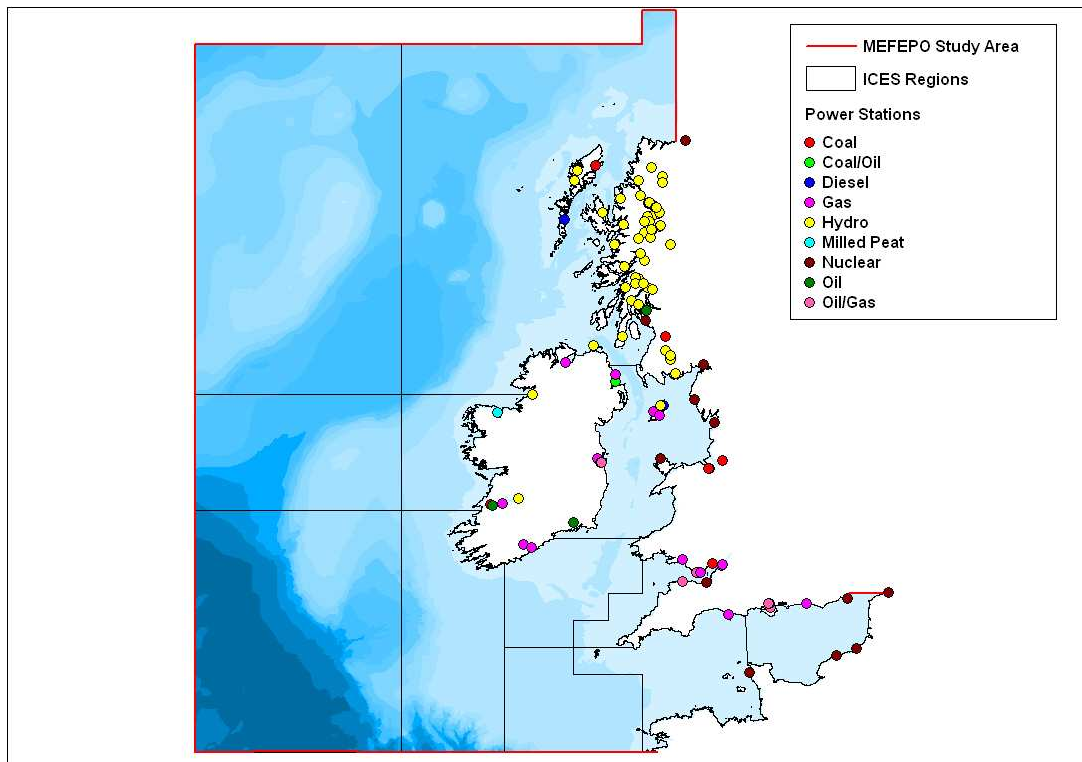 MEFEPO Study Area
ICES Regions
Power Stations
Coal
Coal/Oil
Diesel
Gas
Hydro
Milled Peat
Nuclear
Oil
Oil/Gas